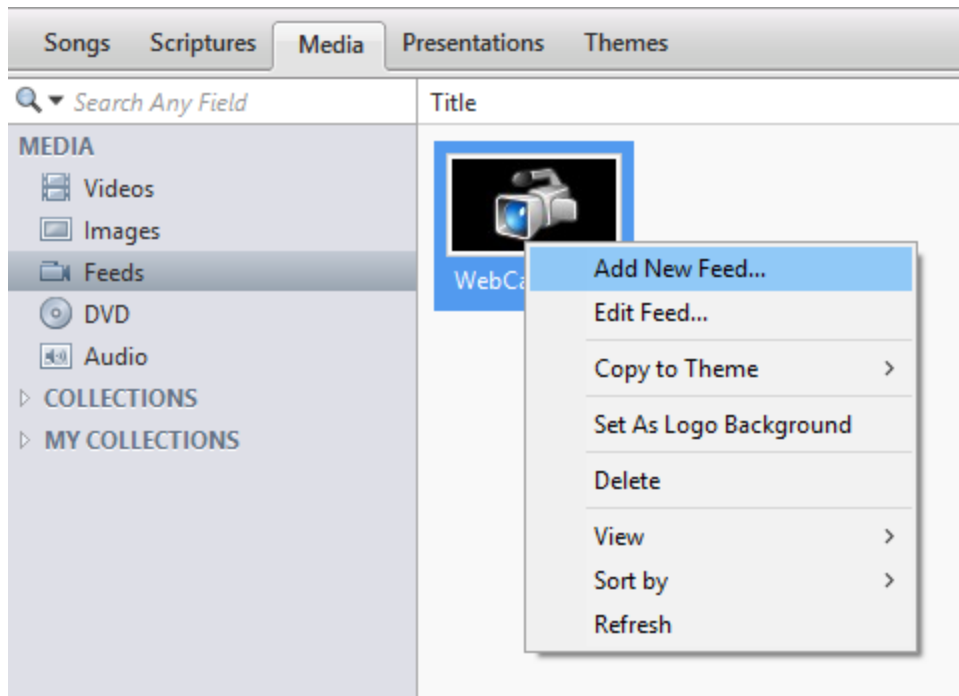 Songs Scriptures Media Presentations Themes
Search Any Field
Title
MEDIA
Videos
Images
Feeds
DVD
Audio
COLLECTIONS
MY COLLECTIONS
Add New Feed...
Edit Feed...
Copy to Theme
Set As Logo Background
Delete
View
Sort by
Refresh